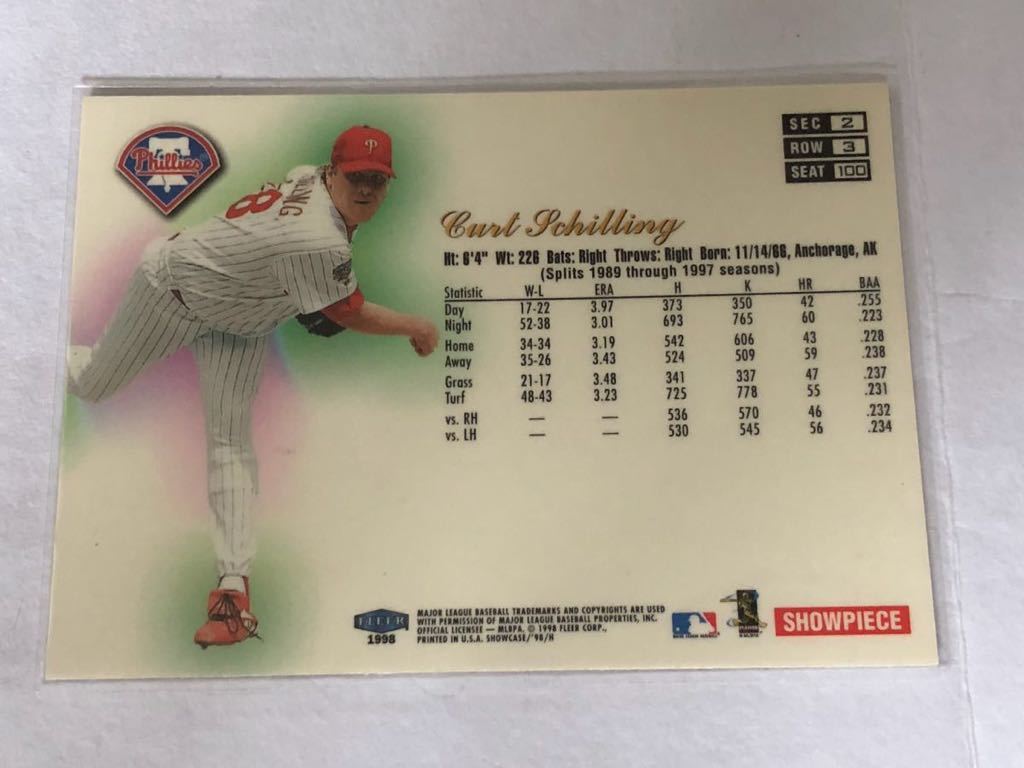 Phillies
SEC 2
ROW 3
SEAT 100
Curt Schilling
Ht: 6'4" Wt: 226 Bats: Right Throws: Right Born: 11/14/66, Anchorage, AK
(Splits 1989 through 1997 seasons)
Statistic W-L ERA H K HR BAA
Day 17-22 3.97 373 350 42 .255
Night 52-38 3.01 693 765 60 .223
Home 34-34 3.19 542 606 43 .228
Away 35-26 3.43 524 509 59 .238
Grass 21-17 3.48 341 337 47 .237
Turf 48-43 3.23 725 778 55 .231
vs. RH — — 536 570 46 .232
vs. LH — — 530 545 56 .234
FLEER
1998
MAJOR LEAGUE BASEBALL TRADEMARKS AND COPYRIGHTS ARE USED
WITH PERMISSION OF MAJOR LEAGUE BASEBALL PROPERTIES, INC.
OFFICIAL LICENSEE — MLBPA. © 1998 FLEER CORP.,
PRINTED IN U.S.A. SHOWCASE/'98/H
SHOWPIECE